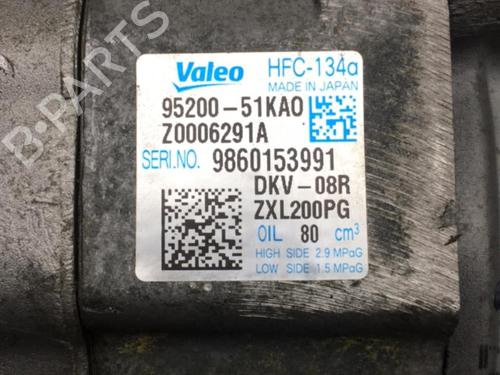 Valeo HFC-134a
MADE IN JAPAN
95200-51KA0
Z0006291A
SERI.NO. 9860153991
DKV-08R
ZXL200PG
OIL 80 cm³
HIGH SIDE 2.9 MPaG
LOW SIDE 1.5 MPaG
B-PARTS